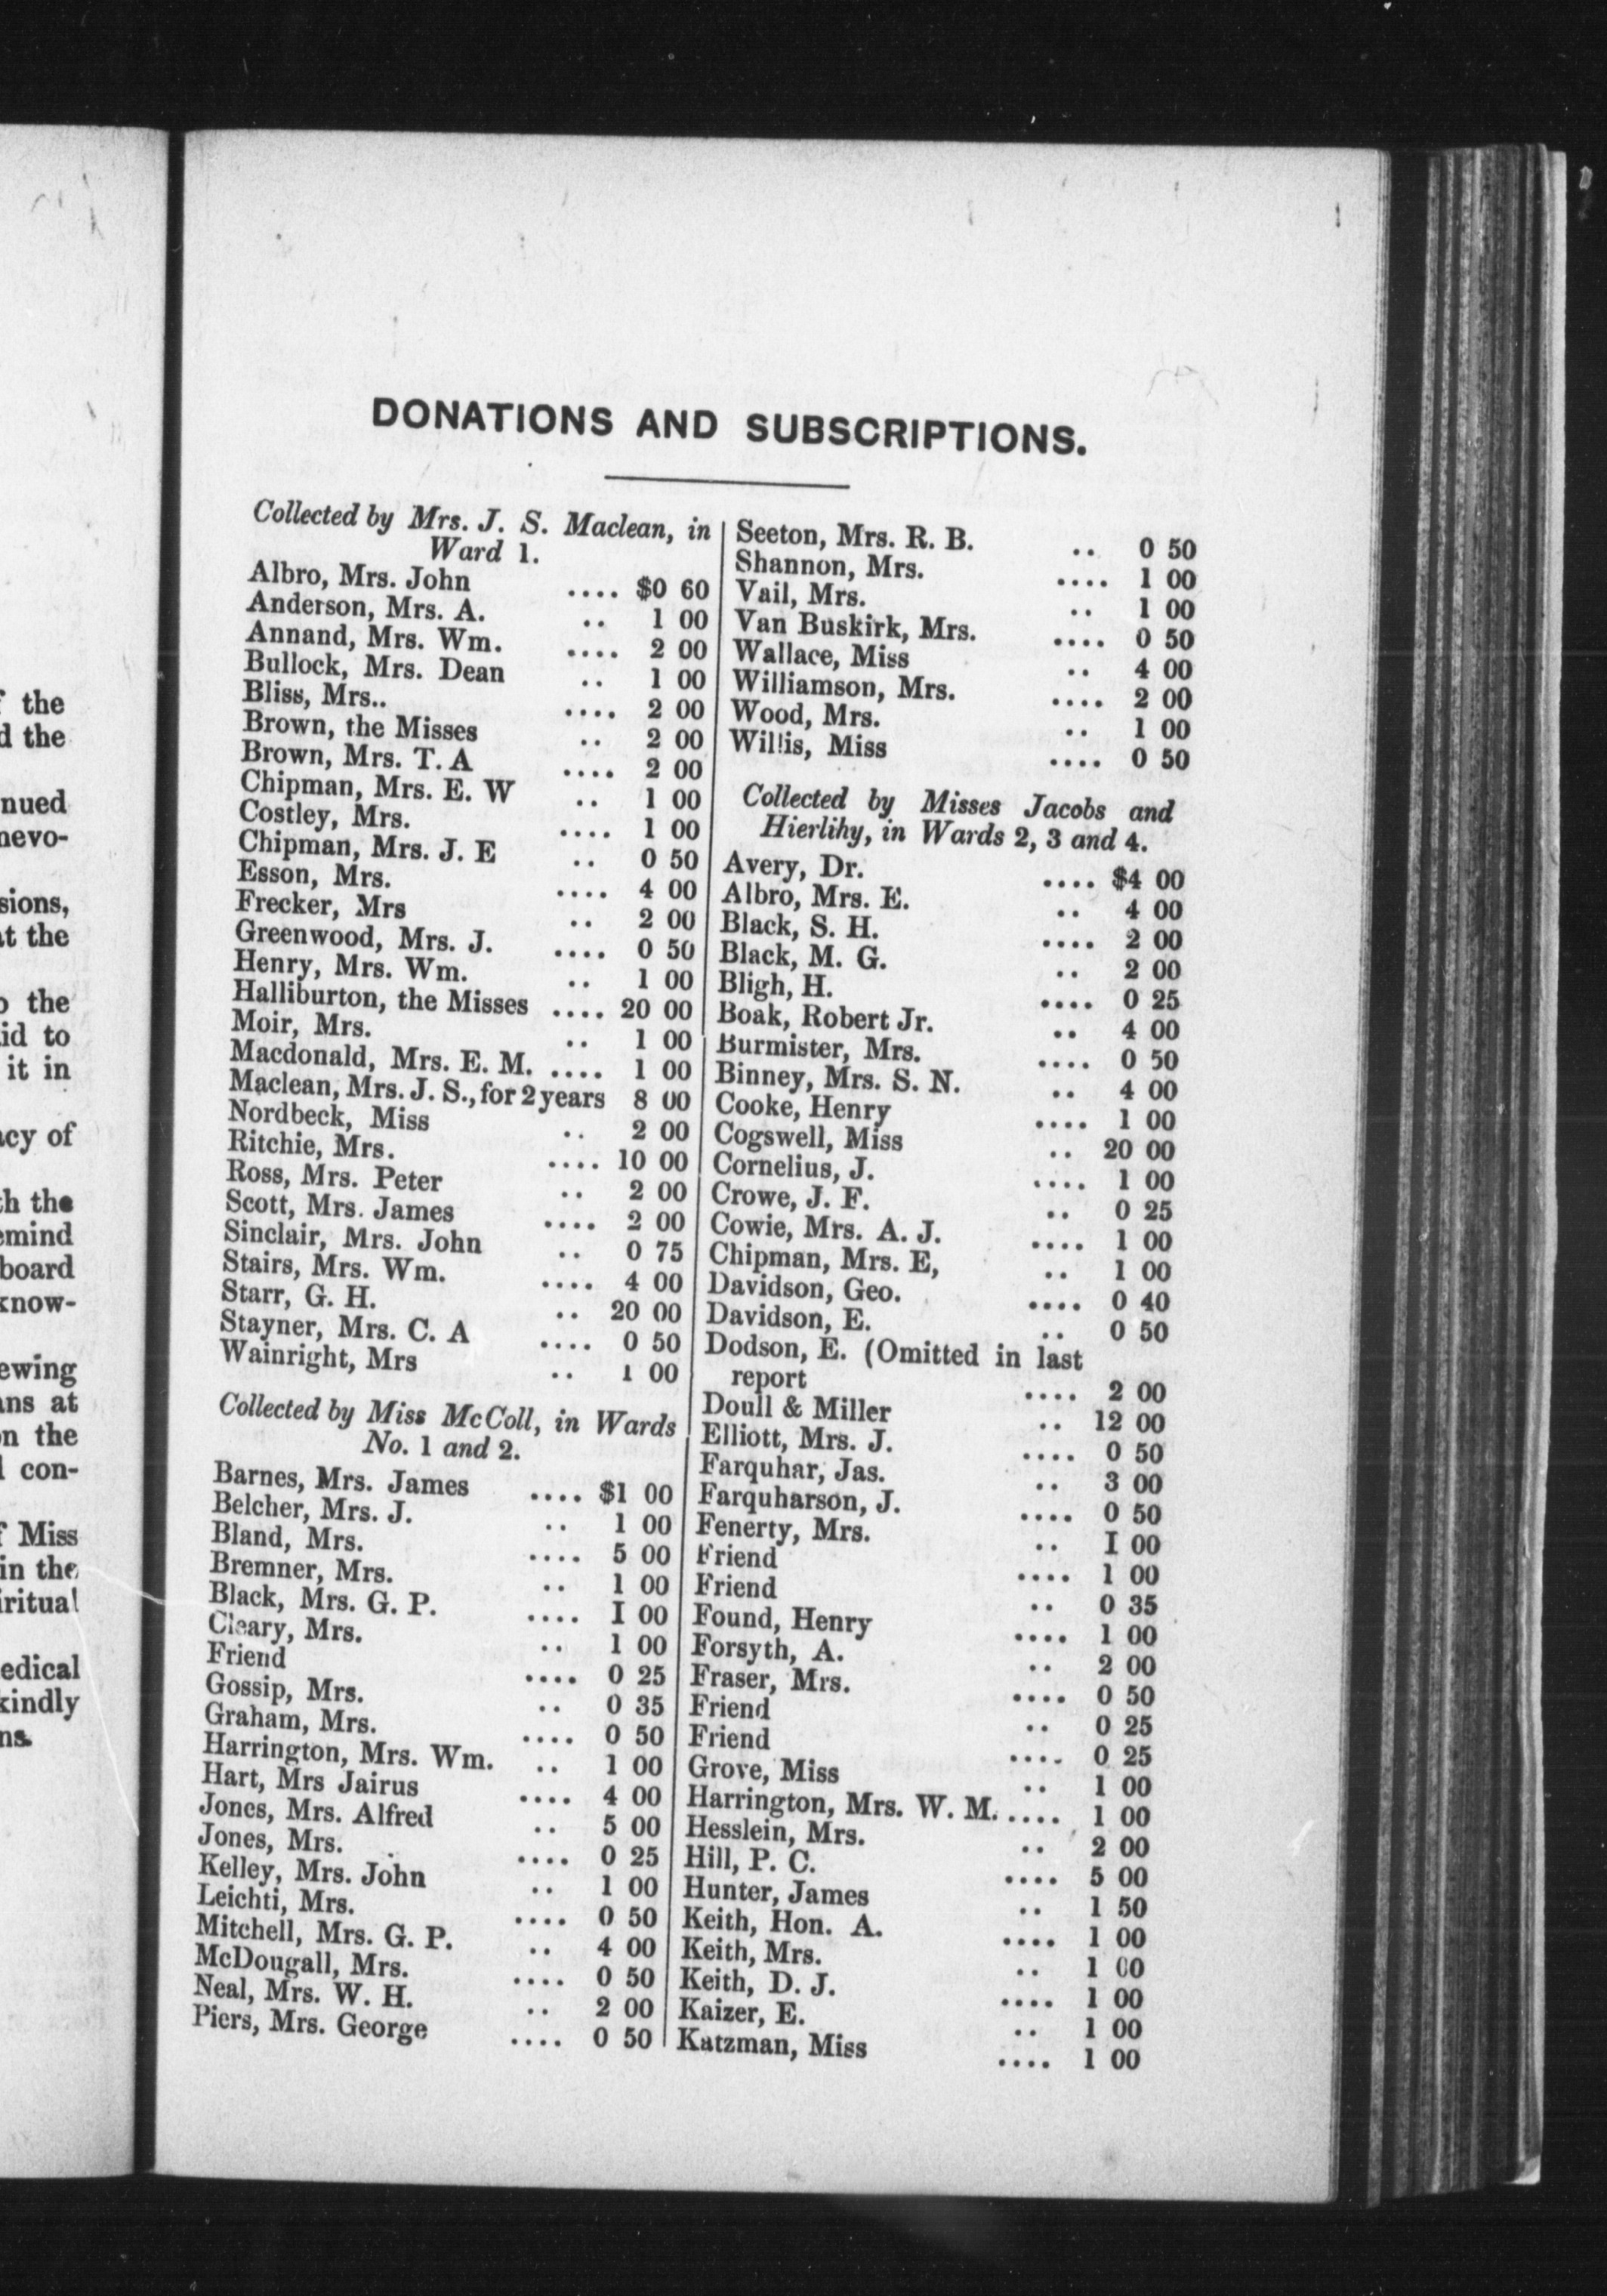 f the
d the
nued
nevo-
sions,
at the
o the
id to
it in
acy of
th the
emind
board
know-
ewing
ans at
on the
l con-
f Miss
in the
iritual
edical
kindly
ns.
DONATIONS AND SUBSCRIPTIONS.
Collected by Mrs. J. S. Maclean, in
Ward 1.
Albro, Mrs. John .... $0 60
Anderson, Mrs. A. .. 1 00
Annand, Mrs. Wm. .... 2 00
Bullock, Mrs. Dean .. 1 00
Bliss, Mrs.. .... 2 00
Brown, the Misses .. 2 00
Brown, Mrs. T. A .... 2 00
Chipman, Mrs. E. W .. 1 00
Costley, Mrs. .... 1 00
Chipman, Mrs. J. E .. 0 50
Esson, Mrs. .... 4 00
Frecker, Mrs .. 2 00
Greenwood, Mrs. J. .... 0 50
Henry, Mrs. Wm. .. 1 00
Halliburton, the Misses .... 20 00
Moir, Mrs. .. 1 00
Macdonald, Mrs. E. M. .... 1 00
Maclean, Mrs. J. S., for 2 years 8 00
Nordbeck, Miss .. 2 00
Ritchie, Mrs. .... 10 00
Ross, Mrs. Peter .. 2 00
Scott, Mrs. James .... 2 00
Sinclair, Mrs. John .. 0 75
Stairs, Mrs. Wm. .... 4 00
Starr, G. H. .. 20 00
Stayner, Mrs. C. A .... 0 50
Wainright, Mrs .. 1 00
Collected by Miss McColl, in Wards
No. 1 and 2.
Barnes, Mrs. James .... $1 00
Belcher, Mrs. J. .. 1 00
Bland, Mrs. .... 5 00
Bremner, Mrs. .. 1 00
Black, Mrs. G. P. .... I 00
Cleary, Mrs. .. 1 00
Friend .... 0 25
Gossip, Mrs. .. 0 35
Graham, Mrs. .... 0 50
Harrington, Mrs. Wm. .. 1 00
Hart, Mrs Jairus .... 4 00
Jones, Mrs. Alfred .. 5 00
Jones, Mrs. .... 0 25
Kelley, Mrs. John .. 1 00
Leichti, Mrs. .... 0 50
Mitchell, Mrs. G. P. .. 4 00
McDougall, Mrs. .... 0 50
Neal, Mrs. W. H. .. 2 00
Piers, Mrs. George .... 0 50
Seeton, Mrs. R. B. .. 0 50
Shannon, Mrs. .... 1 00
Vail, Mrs. .. 1 00
Van Buskirk, Mrs. .... 0 50
Wallace, Miss .. 4 00
Williamson, Mrs. .... 2 00
Wood, Mrs. .. 1 00
Willis, Miss .... 0 50
Collected by Misses Jacobs and
Hierlihy, in Wards 2, 3 and 4.
Avery, Dr. .... $4 00
Albro, Mrs. E. .. 4 00
Black, S. H. .... 2 00
Black, M. G. .. 2 00
Bligh, H. .... 0 25
Boak, Robert Jr. .. 4 00
Burmister, Mrs. .... 0 50
Binney, Mrs. S. N. .. 4 00
Cooke, Henry .... 1 00
Cogswell, Miss .. 20 00
Cornelius, J. .... 1 00
Crowe, J. F. .. 0 25
Cowie, Mrs. A. J. .... 1 00
Chipman, Mrs. E, .. 1 00
Davidson, Geo. .... 0 40
Davidson, E. .. 0 50
Dodson, E. (Omitted in last
report .... 2 00
Doull & Miller .. 12 00
Elliott, Mrs. J. .... 0 50
Farquhar, Jas. .. 3 00
Farquharson, J. .... 0 50
Fenerty, Mrs. .. I 00
Friend .... 1 00
Friend .. 0 35
Found, Henry .... 1 00
Forsyth, A. .. 2 00
Fraser, Mrs. .... 0 50
Friend .. 0 25
Friend .... 0 25
Grove, Miss .. 1 00
Harrington, Mrs. W. M. .... 1 00
Hesslein, Mrs. .. 2 00
Hill, P. C. .... 5 00
Hunter, James .. 1 50
Keith, Hon. A. .... 1 00
Keith, Mrs. .. 1 00
Keith, D. J. .... 1 00
Kaizer, E. .. 1 00
Katzman, Miss .... 1 00